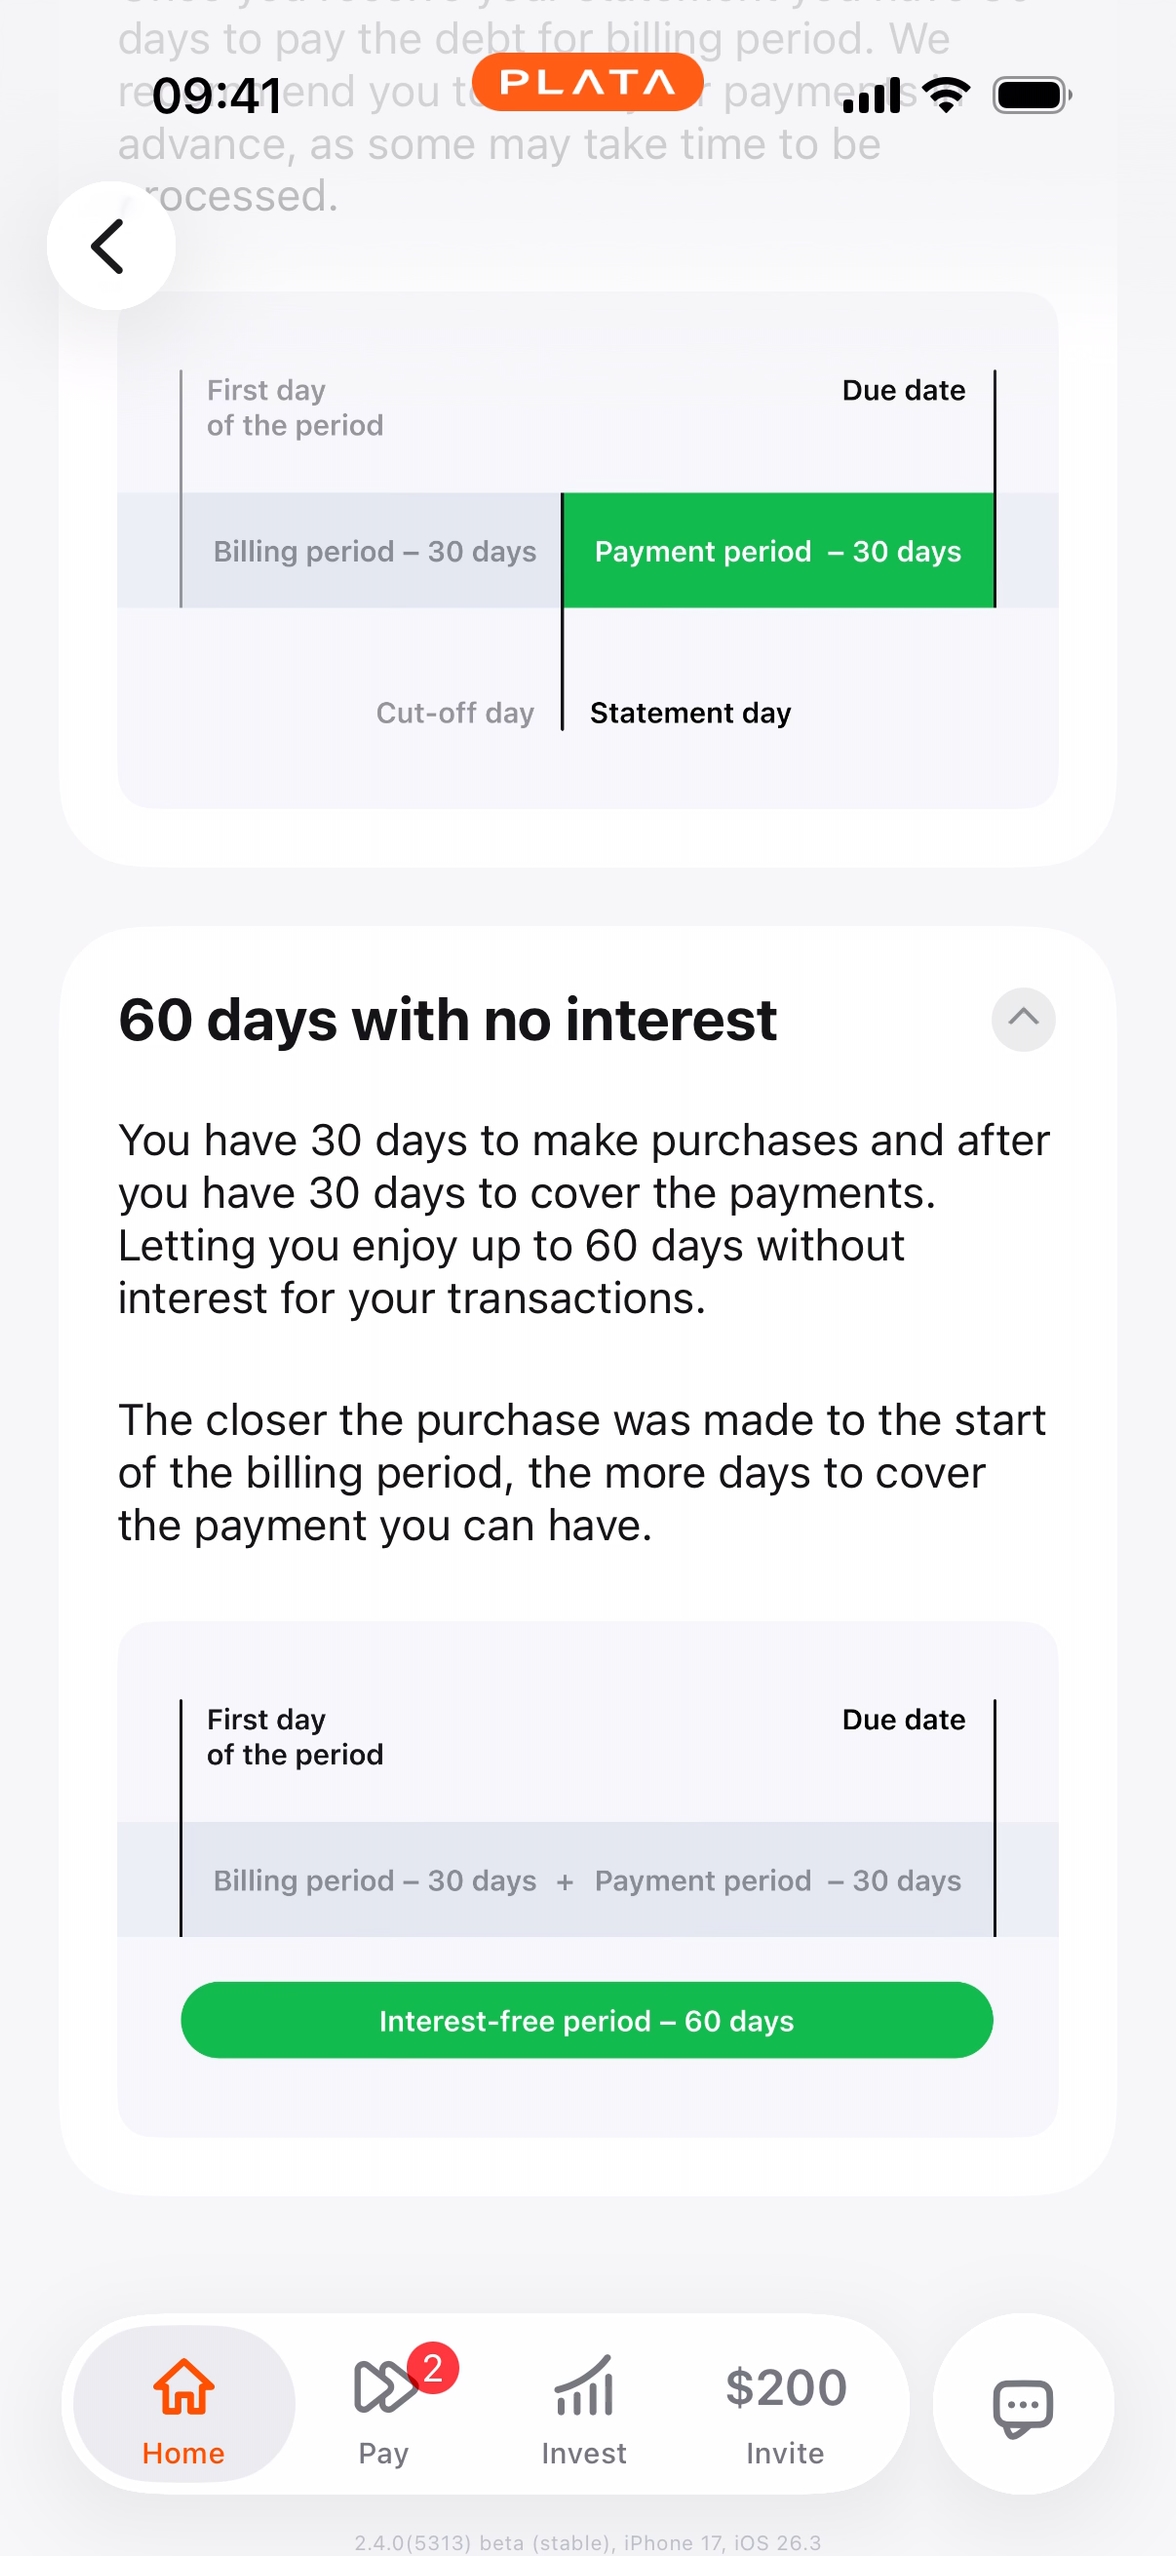 days to pay the debt for billing period. We
09:41
PLATA
end you to
payments in
advance, as some may take time to be
rocessed.
First day
of the period
Due date
Billing period – 30 days
Payment period – 30 days
Cut-off day
Statement day
60 days with no interest
You have 30 days to make purchases and after
you have 30 days to cover the payments.
Letting you enjoy up to 60 days without
interest for your transactions.
The closer the purchase was made to the start
of the billing period, the more days to cover
the payment you can have.
First day
of the period
Due date
Billing period – 30 days + Payment period – 30 days
Interest-free period – 60 days
2
$200
Home
Pay
Invest
Invite
2.4.0(5313) beta (stable), iPhone 17, iOS 26.3